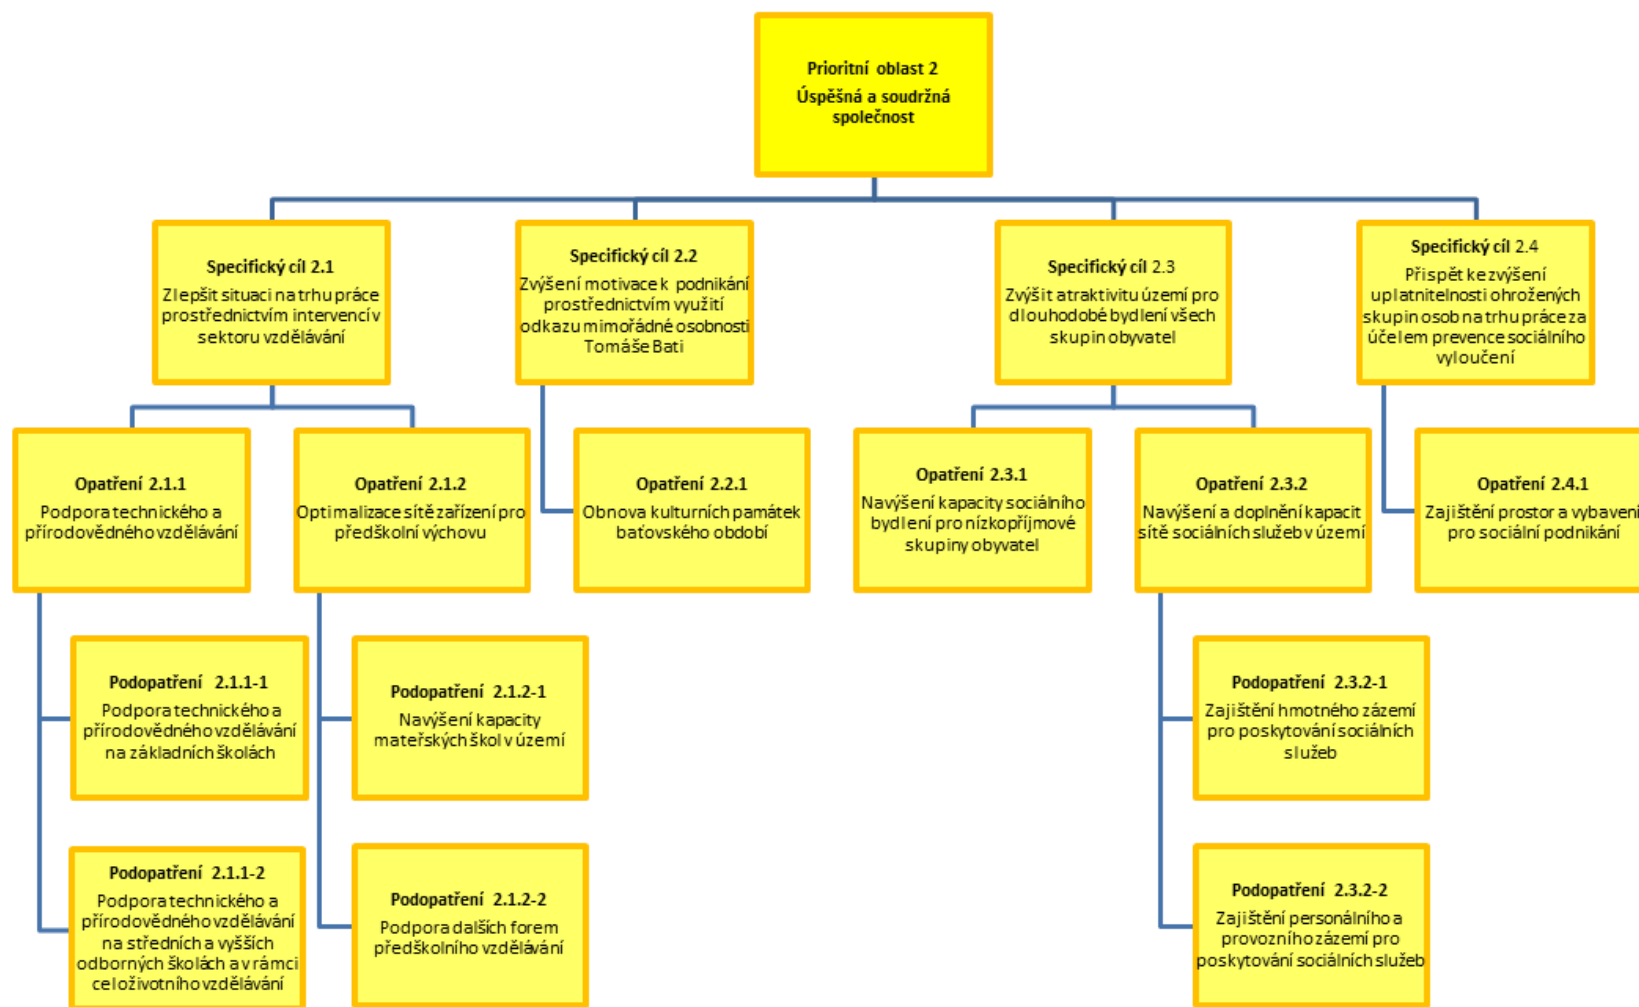 Prioritní oblast 2
Úspěšná a soudržná
společnost
Specifický cíl 2.1
Zlepšit situaci na trhu práce
prostřednictvím intervencí v
sektoru vzdělávání
Specifický cíl 2.2
Zvýšení motivace k podnikání
prostřednictvím využití
odkazu mimořádné osobnosti
Tomáše Bati
Specifický cíl 2.3
Zvýšit atraktivitu území pro
dlouhodobé bydlení všech
skupin obyvatel
Specifický cíl 2.4
Přispět ke zvýšení
uplatnitelnosti ohrožených
skupin osob na trhu práce za
účelem prevence sociálního
vyloučení
Opatření 2.1.1
Podpora technického a
přírodovědného vzdělávání
Opatření 2.1.2
Optimalizace sítě zařízení pro
předškolní výchovu
Opatření 2.2.1
Obnova kulturních památek
baťovského období
Opatření 2.3.1
Navýšení kapacity sociálního
bydlení pro nízkopříjmové
skupiny obyvatel
Opatření 2.3.2
Navýšení a doplnění kapacit
sítě sociálních služeb v území
Opatření 2.4.1
Zajištění prostor a vybavení
pro sociální podnikání
Podopatření 2.1.1-1
Podpora technického a
přírodovědného vzdělávání
na základních školách
Podopatření 2.1.2-1
Navýšení kapacity
mateřských škol v území
Podopatření 2.3.2-1
Zajištění hmotného zázemí
pro poskytování sociálních
služeb
Podopatření 2.1.1-2
Podpora technického a
přírodovědného vzdělávání
na středních a vyšších
odborných školách a v rámci
celoživotního vzdělávání
Podopatření 2.1.2-2
Podpora dalších forem
předškolního vzdělávání
Podopatření 2.3.2-2
Zajištění personálního a
provozního zázemí pro
poskytování sociálních služeb